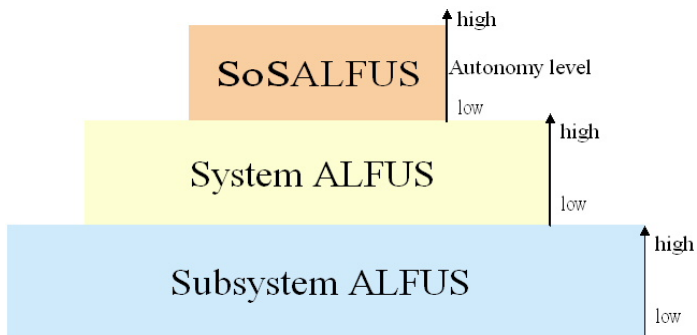 high
SoSALFUS
Autonomy level
low
high
System ALFUS
low
high
Subsystem ALFUS
low